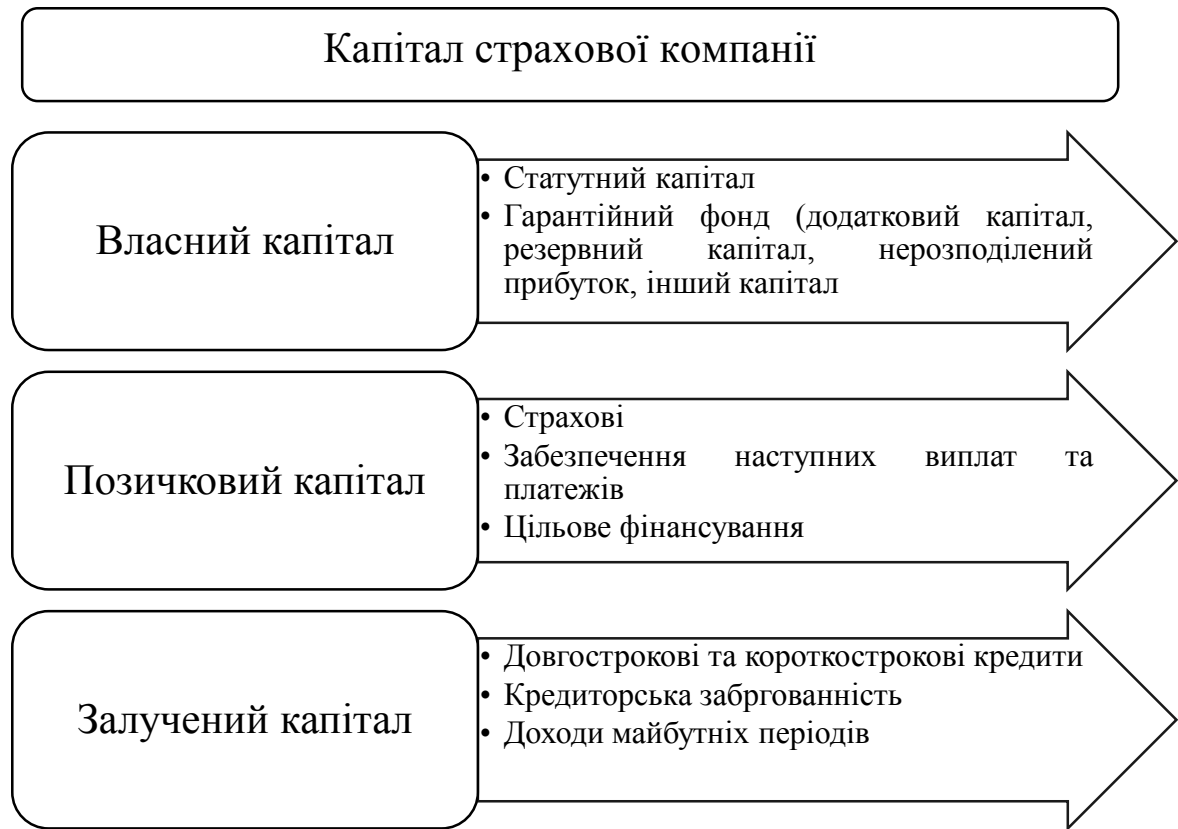 Капітал страхової компанії
Власний капітал
• Статутний капітал
• Гарантійний фонд (додатковий капітал,
резервний капітал, нерозподілений
прибуток, інший капітал
Позичковий капітал
• Страхові
• Забезпечення наступних виплат та
платежів
• Цільове фінансування
Залучений капітал
• Довгострокові та короткострокові кредити
• Кредиторська забргованність
• Доходи майбутніх періодів